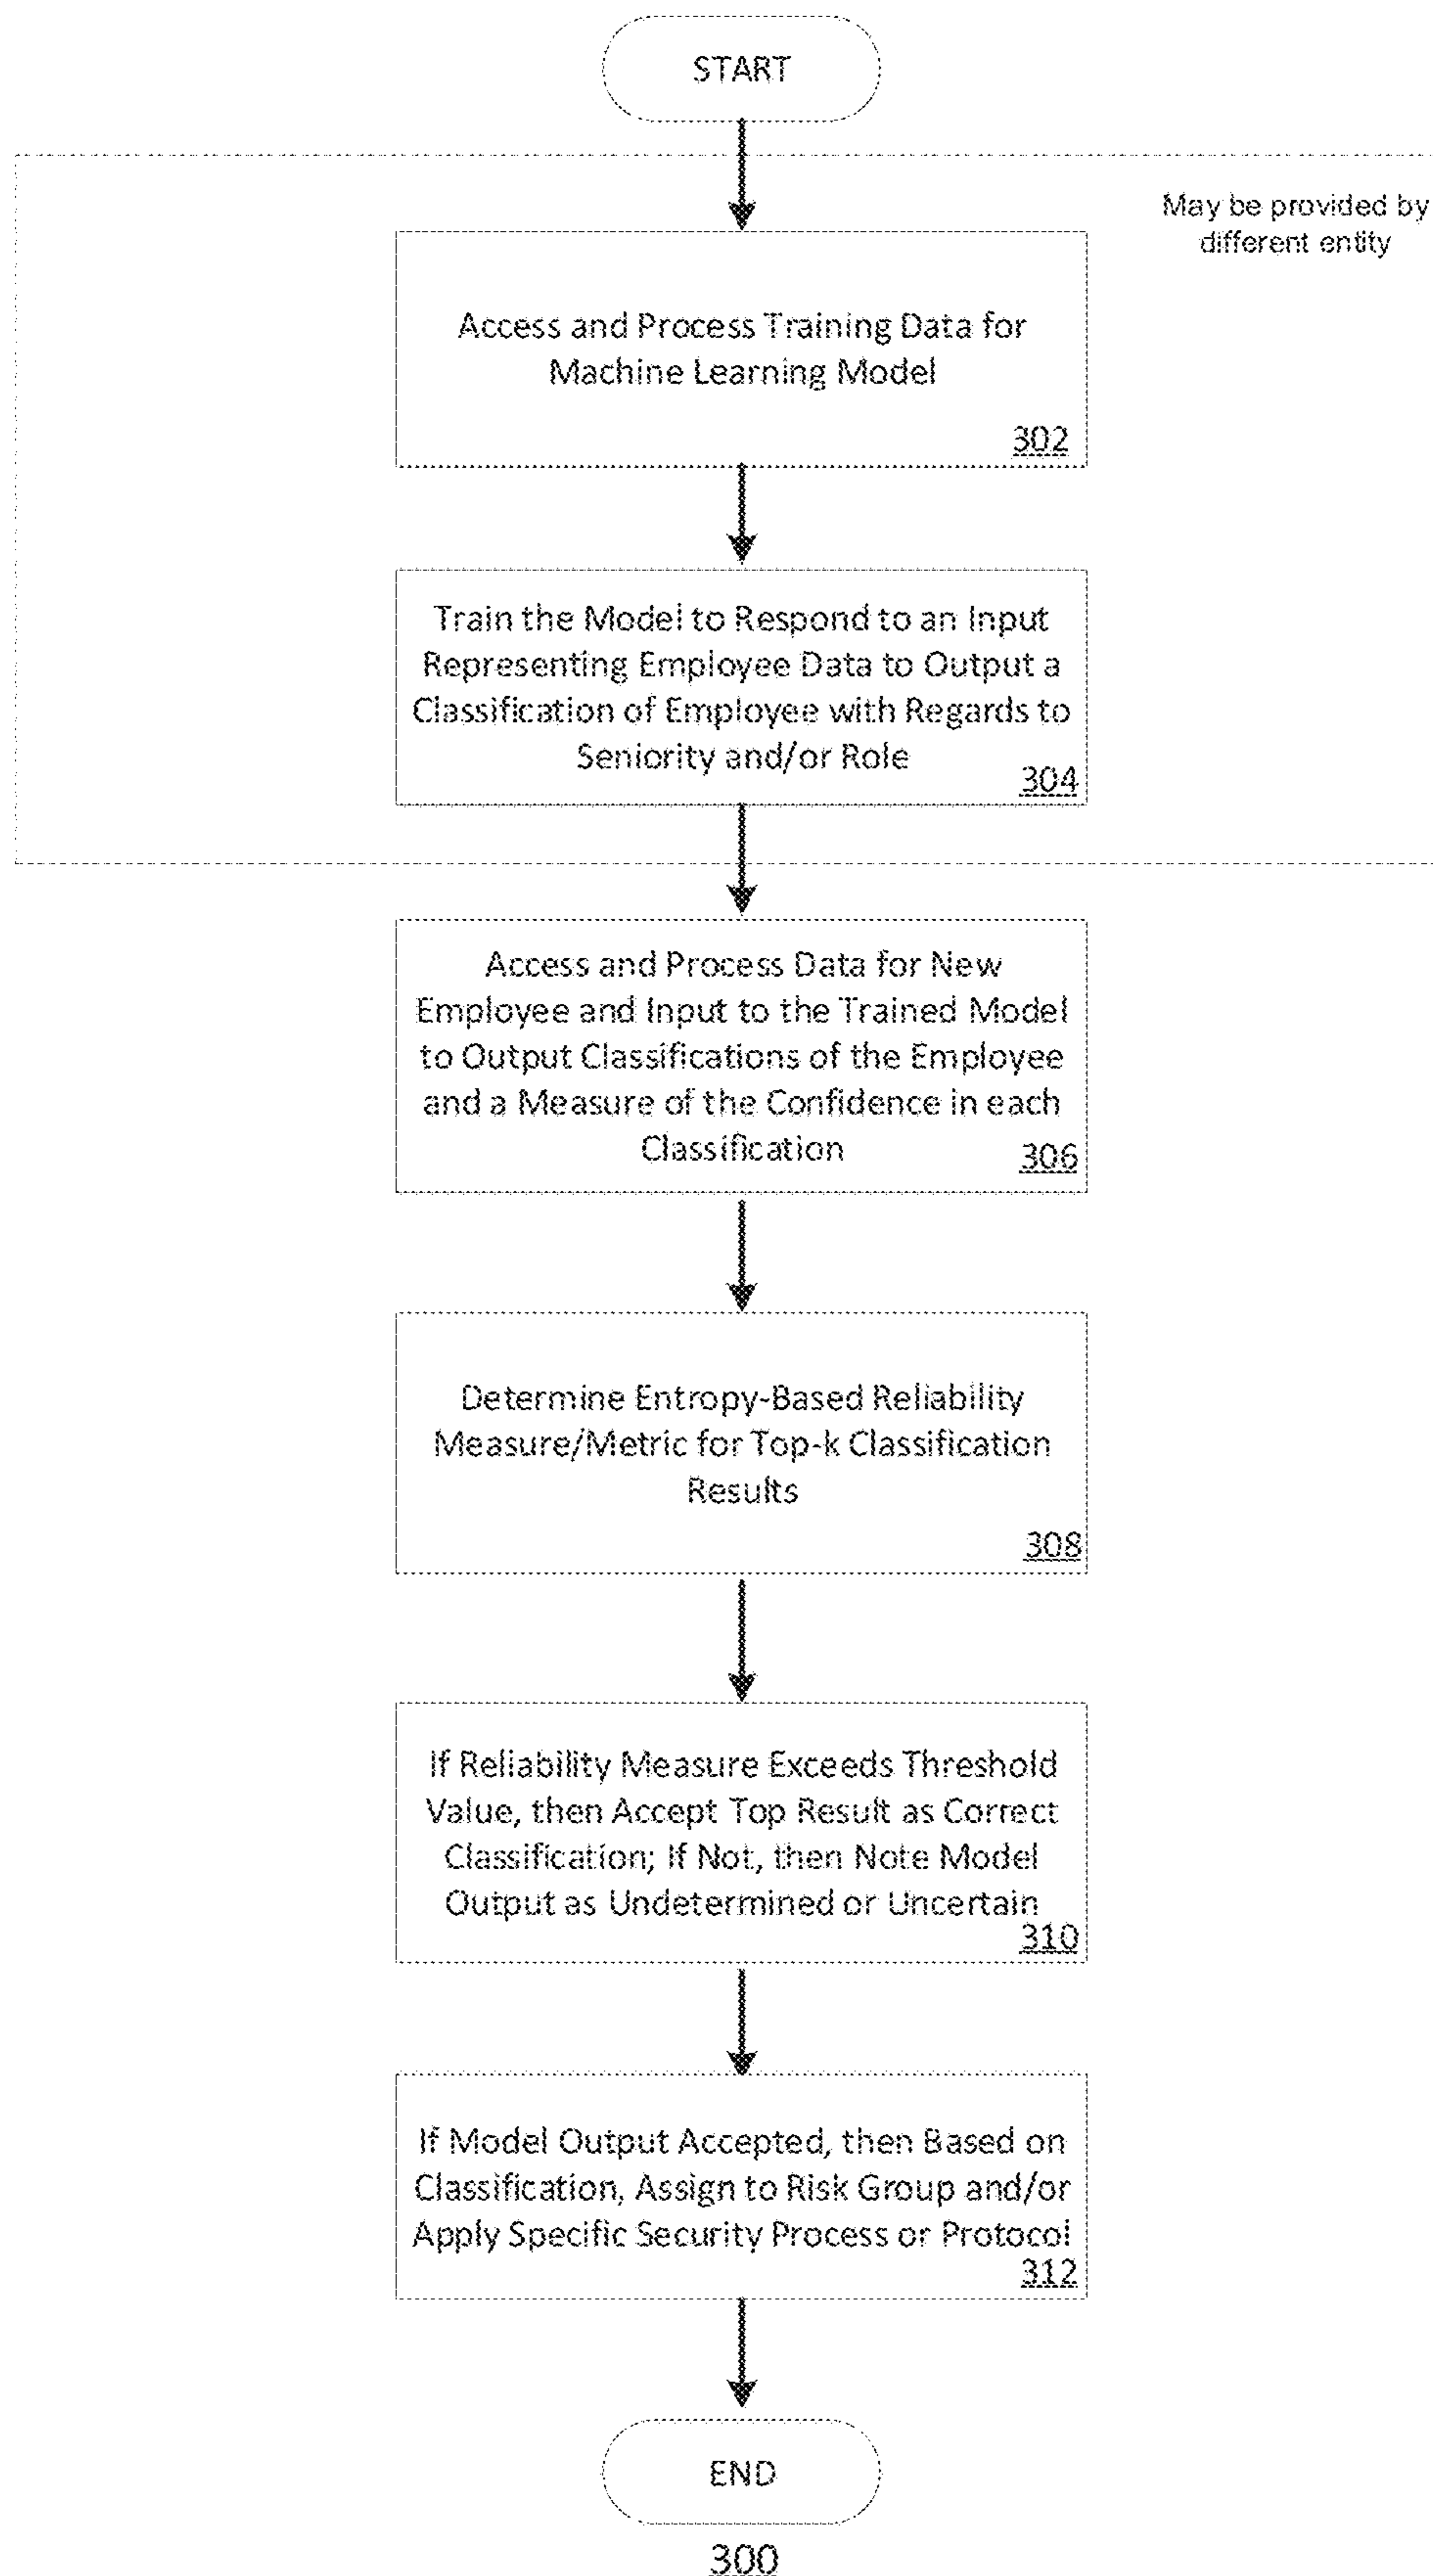 START
May be provided by
different entity
Access and Process Training Data for
Machine Learning Model
302
Train the Model to Respond to an Input
Representing Employee Data to Output a
Classification of Employee with Regards to
Seniority and/or Role
304
Access and Process Data for New
Employee and Input to the Trained Model
to Output Classifications of the Employee
and a Measure of the Confidence in each
Classification
306
Determine Entropy-Based Reliability
Measure/Metric for Top-k Classification
Results
308
If Reliability Measure Exceeds Threshold
Value, then Accept Top Result as Correct
Classification; If Not, then Note Model
Output as Undetermined or Uncertain
310
If Model Output Accepted, then Based on
Classification, Assign to Risk Group and/or
Apply Specific Security Process or Protocol
312
END
300